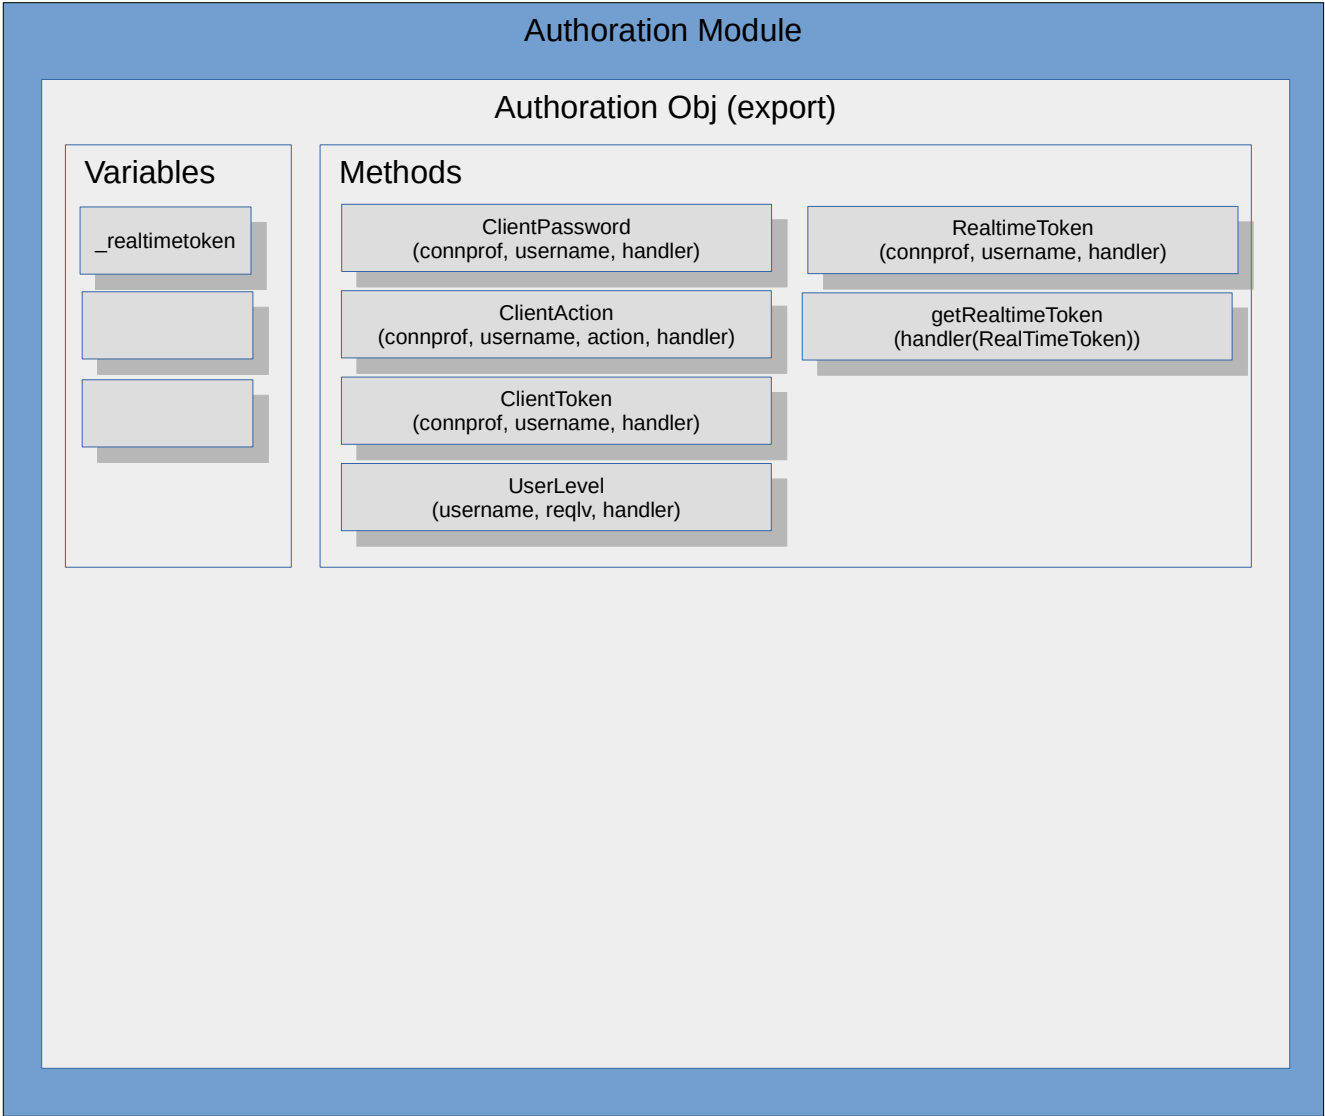 Authoration Module
Authoration Obj (export)
Variables
_realtimetoken
Methods
ClientPassword
(connprof, username, handler)
ClientAction
(connprof, username, action, handler)
ClientToken
(connprof, username, handler)
UserLevel
(username, reqlv, handler)
RealtimeToken
(connprof, username, handler)
getRealtimeToken
(handler(RealTimeToken))